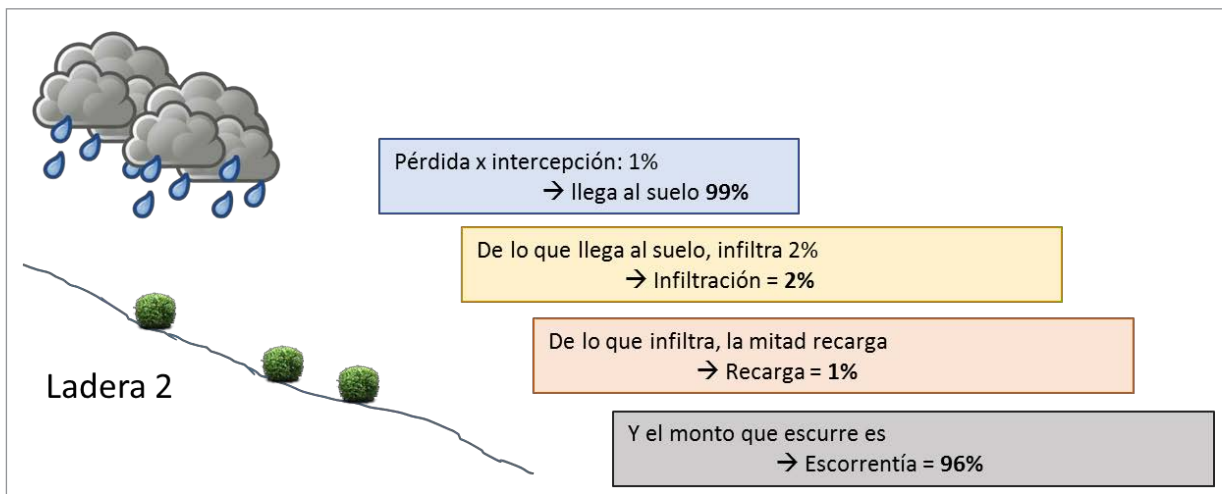 Pérdida x intercepción: 1%
→ llega al suelo 99%
De lo que llega al suelo, infiltra 2%
→ Infiltración = 2%
De lo que infiltra, la mitad recarga
→ Recarga = 1%
Ladera 2
Y el monto que escurre es
→ Escorrentía = 96%